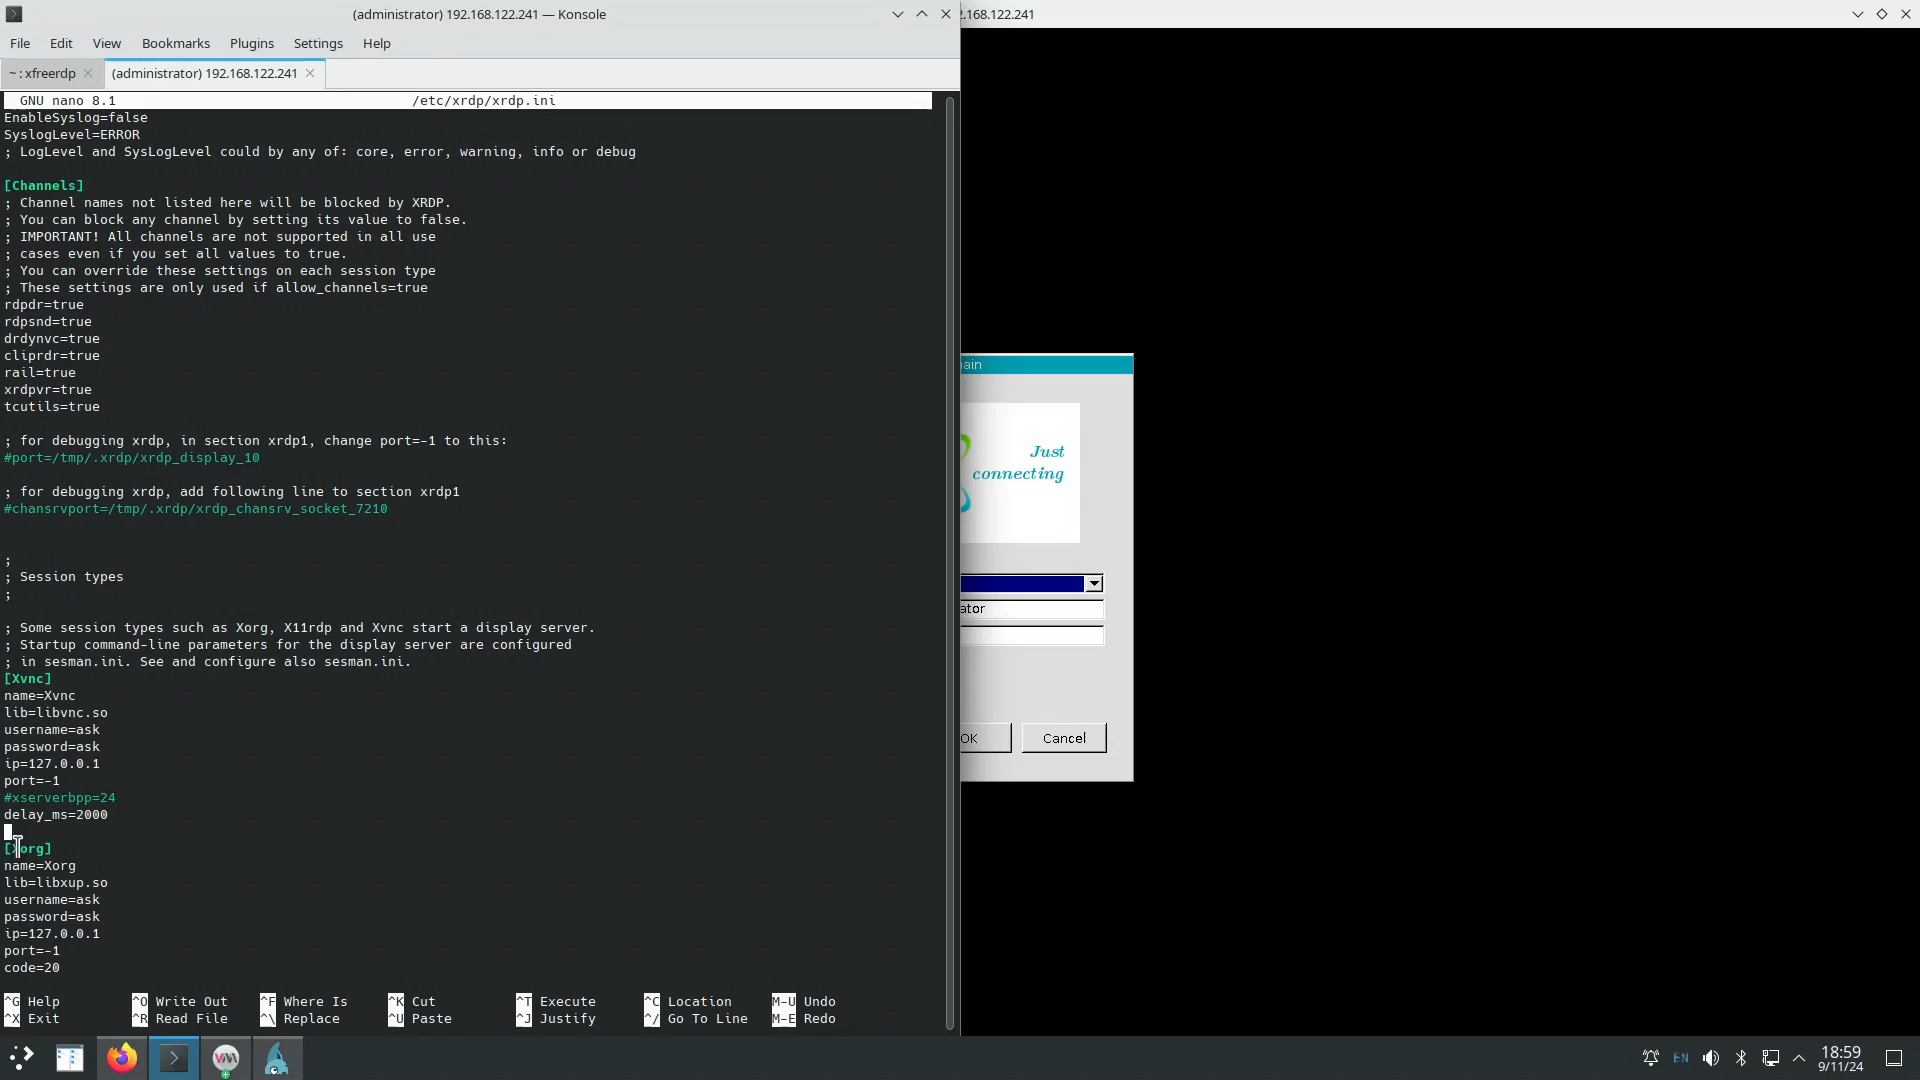 (administrator) 192.168.122.241 — Konsole
2.168.122.241
File Edit View Bookmarks Plugins Settings Help
~ : xfreerdp
(administrator) 192.168.122.241
GNU nano 8.1 /etc/xrdp/xrdp.ini
EnableSyslog=false
SyslogLevel=ERROR
; LogLevel and SysLogLevel could by any of: core, error, warning, info or debug
[Channels]
; Channel names not listed here will be blocked by XRDP.
; You can block any channel by setting its value to false.
; IMPORTANT! All channels are not supported in all use
; cases even if you set all values to true.
; You can override these settings on each session type
; These settings are only used if allow_channels=true
rdpdr=true
rdpsnd=true
drdynvc=true
cliprdr=true
rail=true
xrdpvr=true
tcutils=true
; for debugging xrdp, in section xrdp1, change port=-1 to this:
#port=/tmp/.xrdp/xrdp_display_10
; for debugging xrdp, add following line to section xrdp1
#chansrvport=/tmp/.xrdp/xrdp_chansrv_socket_7210
;
; Session types
;
; Some session types such as Xorg, X11rdp and Xvnc start a display server.
; Startup command-line parameters for the display server are configured
; in sesman.ini. See and configure also sesman.ini.
[Xvnc]
name=Xvnc
lib=libvnc.so
username=ask
password=ask
ip=127.0.0.1
port=-1
#xserverbpp=24
delay_ms=2000
[Xorg]
name=Xorg
lib=libxup.so
username=ask
password=ask
ip=127.0.0.1
port=-1
code=20
^G Help ^O Write Out ^F Where Is ^K Cut ^T Execute ^C Location M-U Undo
^X Exit ^R Read File ^\ Replace ^U Paste ^J Justify ^/ Go To Line M-E Redo
ain
Just
connecting
ator
OK
Cancel
EN
18:59
9/11/24